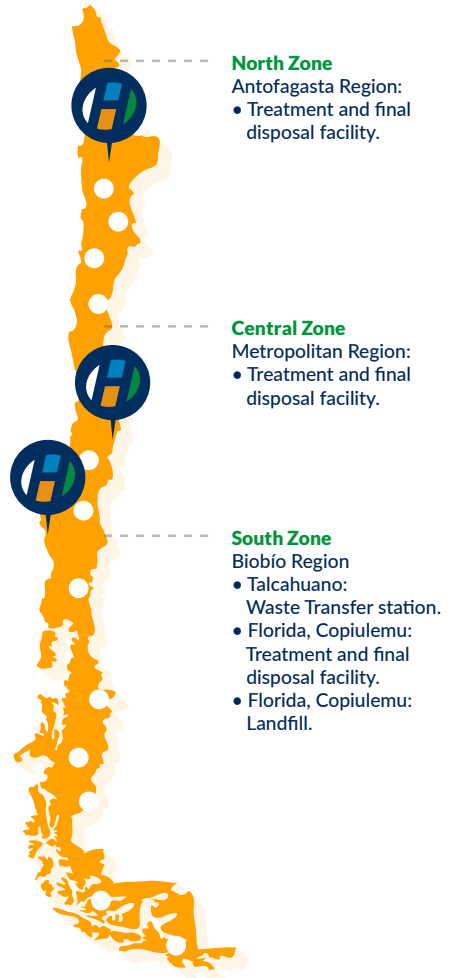 North Zone
Antofagasta Region:
• Treatment and final
disposal facility.
Central Zone
Metropolitan Region:
• Treatment and final
disposal facility.
South Zone
Biobío Region
• Talcahuano:
Waste Transfer station.
• Florida, Copiulemu:
Treatment and final
disposal facility.
• Florida, Copiulemu:
Landfill.